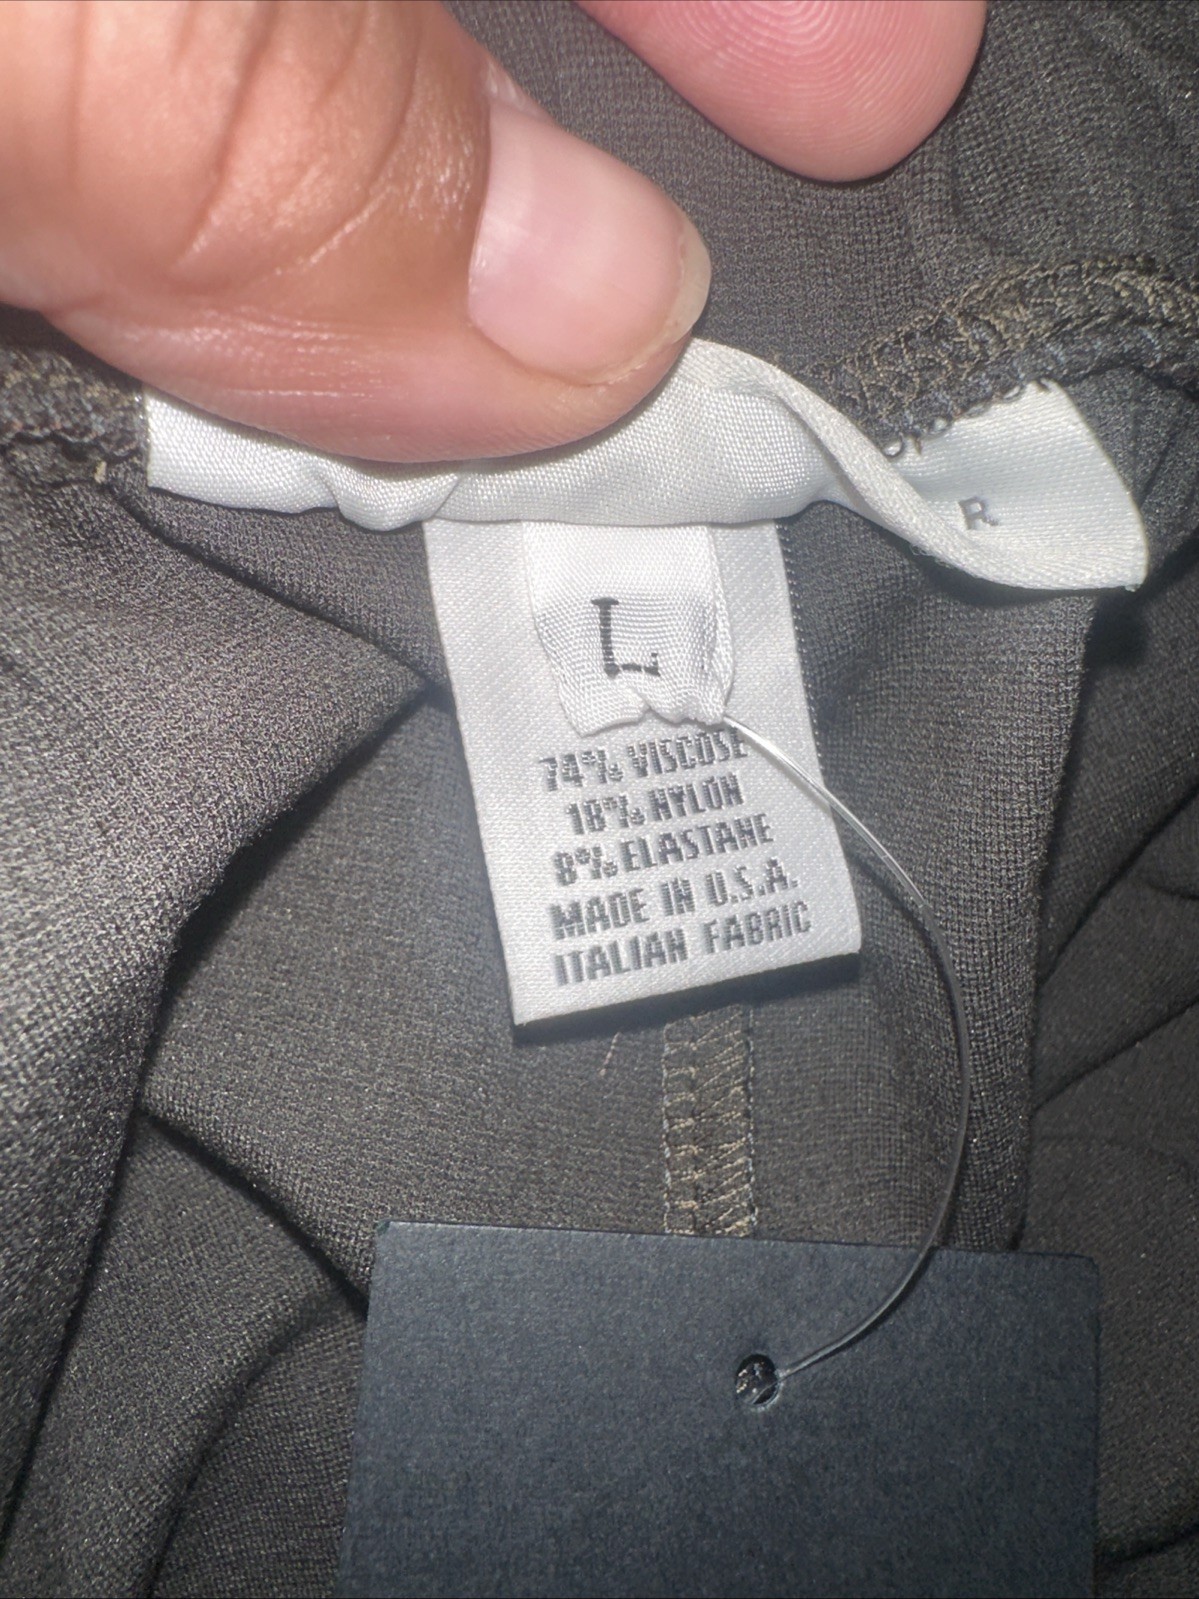 R
L
74% VISCOSE
18% NYLON
8% ELASTANE
MADE IN U.S.A.
ITALIAN FABRIC